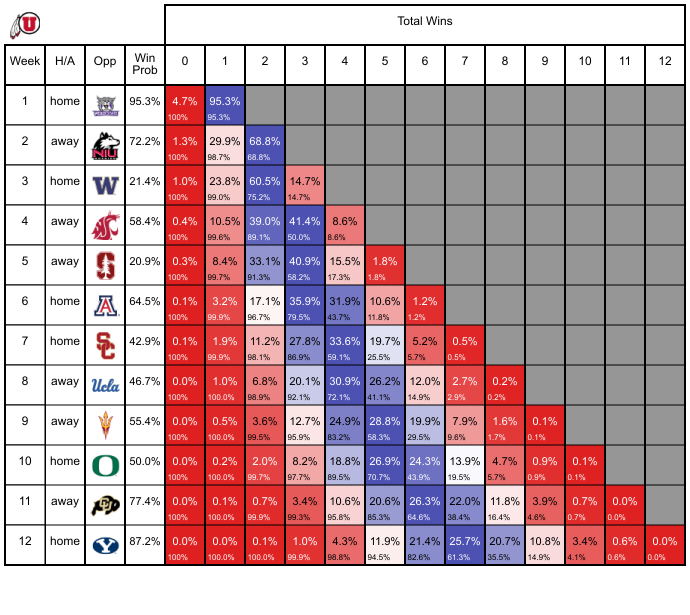 U
Total Wins
Week H/A Opp Win Prob 0 1 2 3 4 5 6 7 8 9 10 11 12
1 home 95.3% 4.7% 95.3%
100% 95.3%
2 away NIU 72.2% 1.3% 29.9% 68.8%
100% 98.7% 68.8%
3 home W 21.4% 1.0% 23.8% 60.5% 14.7%
100% 99.0% 75.2% 14.7%
4 away 58.4% 0.4% 10.5% 39.0% 41.4% 8.6%
100% 99.6% 89.1% 50.0% 8.6%
5 away S 20.9% 0.3% 8.4% 33.1% 40.9% 15.5% 1.8%
100% 99.7% 91.3% 58.2% 17.3% 1.8%
6 home A 64.5% 0.1% 3.2% 17.1% 35.9% 31.9% 10.6% 1.2%
100% 99.9% 96.7% 79.5% 43.7% 11.8% 1.2%
7 home SC 42.9% 0.1% 1.9% 11.2% 27.8% 33.6% 19.7% 5.2% 0.5%
100% 99.9% 98.1% 86.9% 59.1% 25.5% 5.7% 0.5%
8 away Ucla 46.7% 0.0% 1.0% 6.8% 20.1% 30.9% 26.2% 12.0% 2.7% 0.2%
100% 100.0% 98.9% 92.1% 72.1% 41.1% 14.9% 2.9% 0.2%
9 away 55.4% 0.0% 0.5% 3.6% 12.7% 24.9% 28.8% 19.9% 7.9% 1.6% 0.1%
100% 100.0% 99.5% 95.9% 83.2% 58.3% 29.5% 9.6% 1.7% 0.1%
10 home O 50.0% 0.0% 0.2% 2.0% 8.2% 18.8% 26.9% 24.3% 13.9% 4.7% 0.9% 0.1%
100% 100.0% 99.7% 97.7% 89.5% 70.7% 43.9% 19.5% 5.7% 0.9% 0.1%
11 away CU 77.4% 0.0% 0.1% 0.7% 3.4% 10.6% 20.6% 26.3% 22.0% 11.8% 3.9% 0.7% 0.0%
100% 100.0% 99.9% 99.3% 95.8% 85.3% 64.6% 38.4% 16.4% 4.6% 0.7% 0.0%
12 home Y 87.2% 0.0% 0.0% 0.1% 1.0% 4.3% 11.9% 21.4% 25.7% 20.7% 10.8% 3.4% 0.6% 0.0%
100% 100.0% 100.0% 99.9% 98.8% 94.5% 82.6% 61.3% 35.5% 14.9% 4.1% 0.6% 0.0%